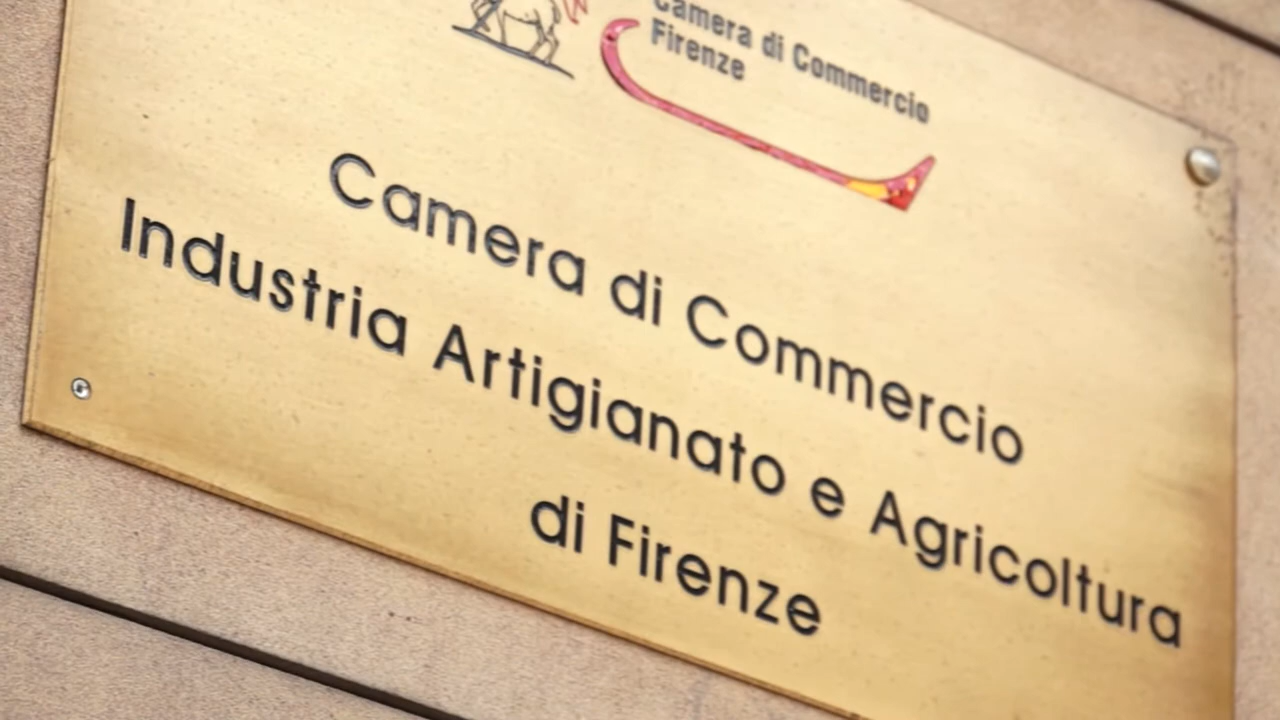 Camera di Commercio
Firenze
Camera di Commercio
Industria Artigianato e Agricoltura
di Firenze